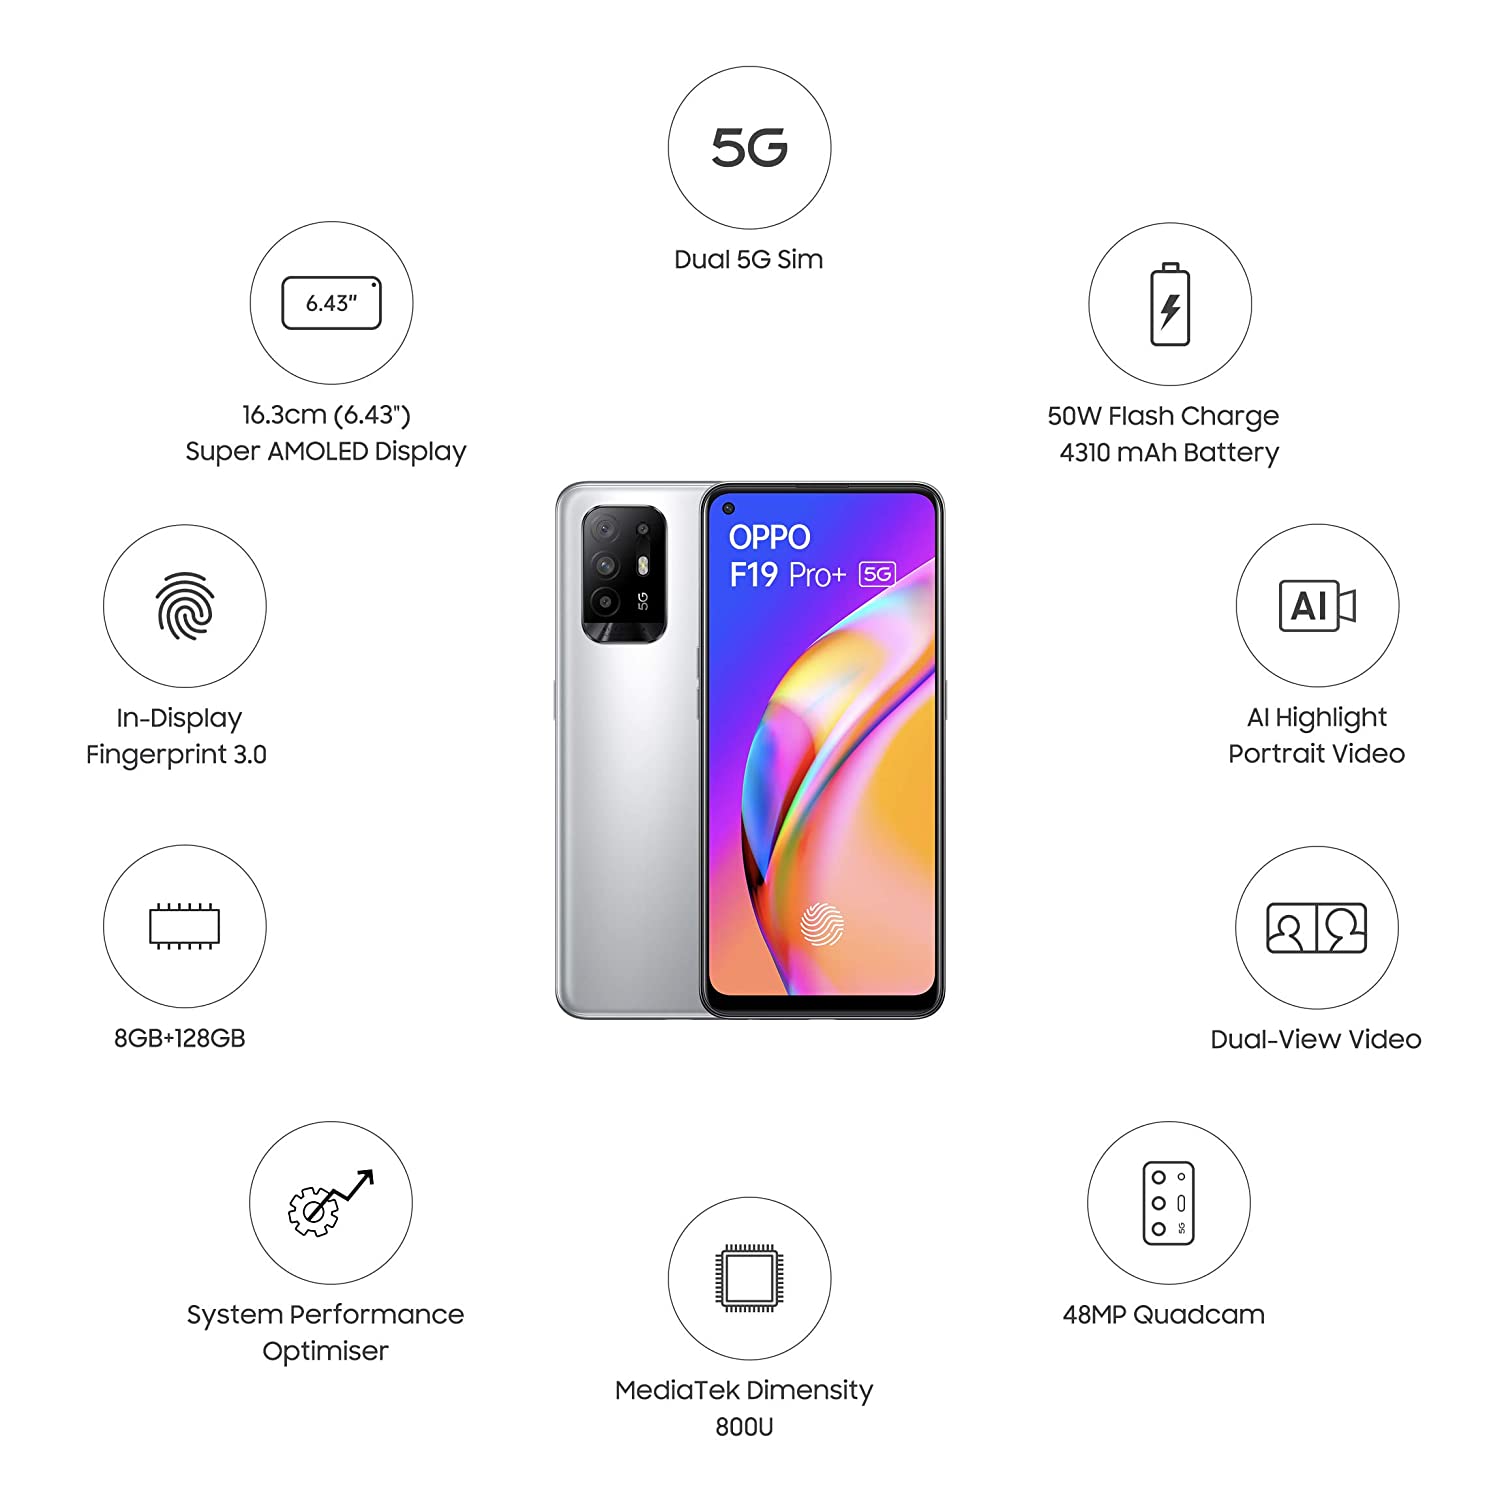 5G
Dual 5G Sim
6.43"
16.3cm (6.43")
Super AMOLED Display
50W Flash Charge
4310 mAh Battery
OPPO
F19 Pro+ 5G
5G
In-Display
Fingerprint 3.0
AI
AI Highlight
Portrait Video
8GB+128GB
Dual-View Video
System Performance
Optimiser
MediaTek Dimensity
800U
5G
48MP Quadcam